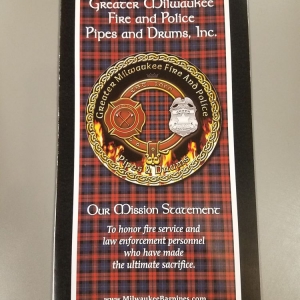 Greater Milwaukee
Fire and Police
Pipes and Drums, Inc.
Greater Milwaukee Fire And Police
Pipes & Drums
Our Mission Statement
To honor fire service and
law enforcement personnel
who have made
the ultimate sacrifice.
www.MilwaukeeBagpipes.com